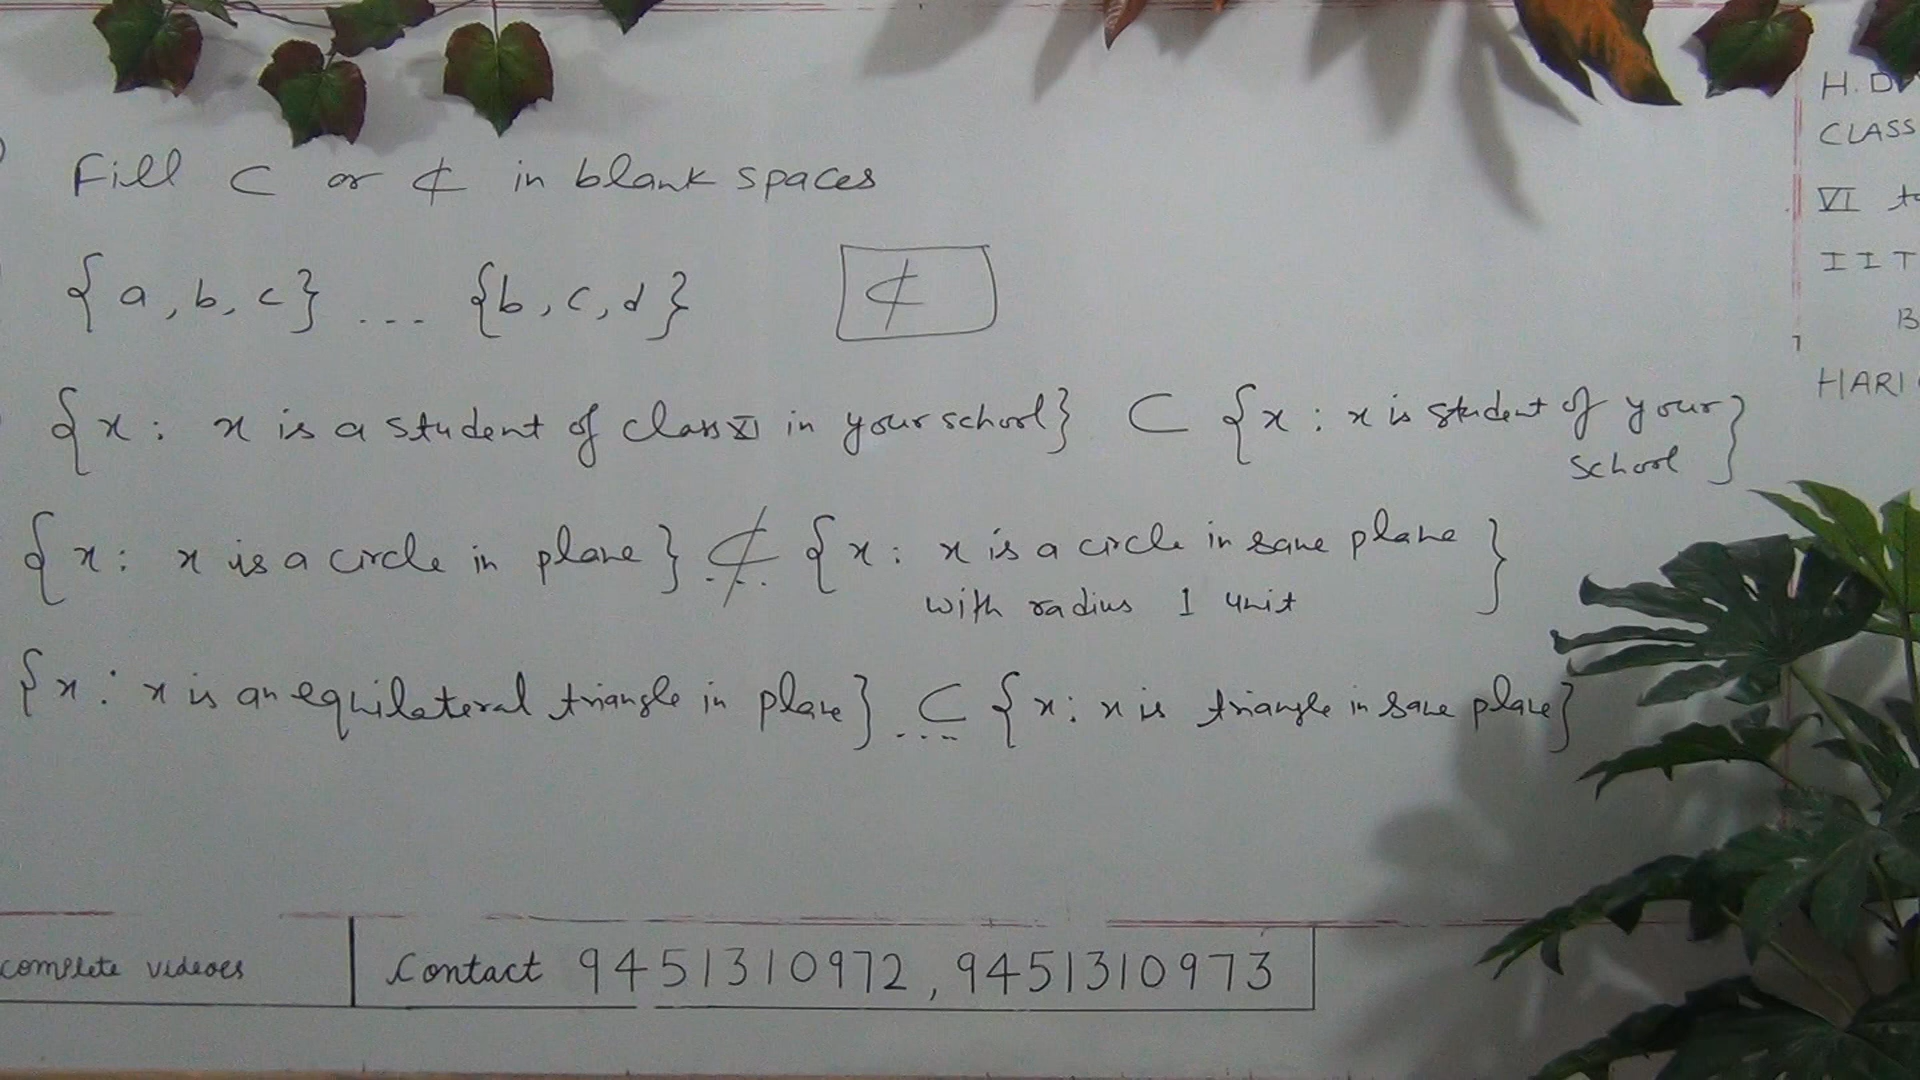 Fill ⊂ or ⊄ in blank spaces
{a, b, c} ... {b, c, d} ⊄
{x : x is a student of class XI in your school} ⊂ {x : x is student of your
school}
{x : x is a circle in plane} ⊄ {x : x is a circle in same plane
with radius 1 unit}
{x : x is an equilateral triangle in plane} ⊂ {x : x is triangle in same plane}
complete videoes
Contact 9451310972, 9451310973
H.D
CLASS
VI
IIT
B
HARI